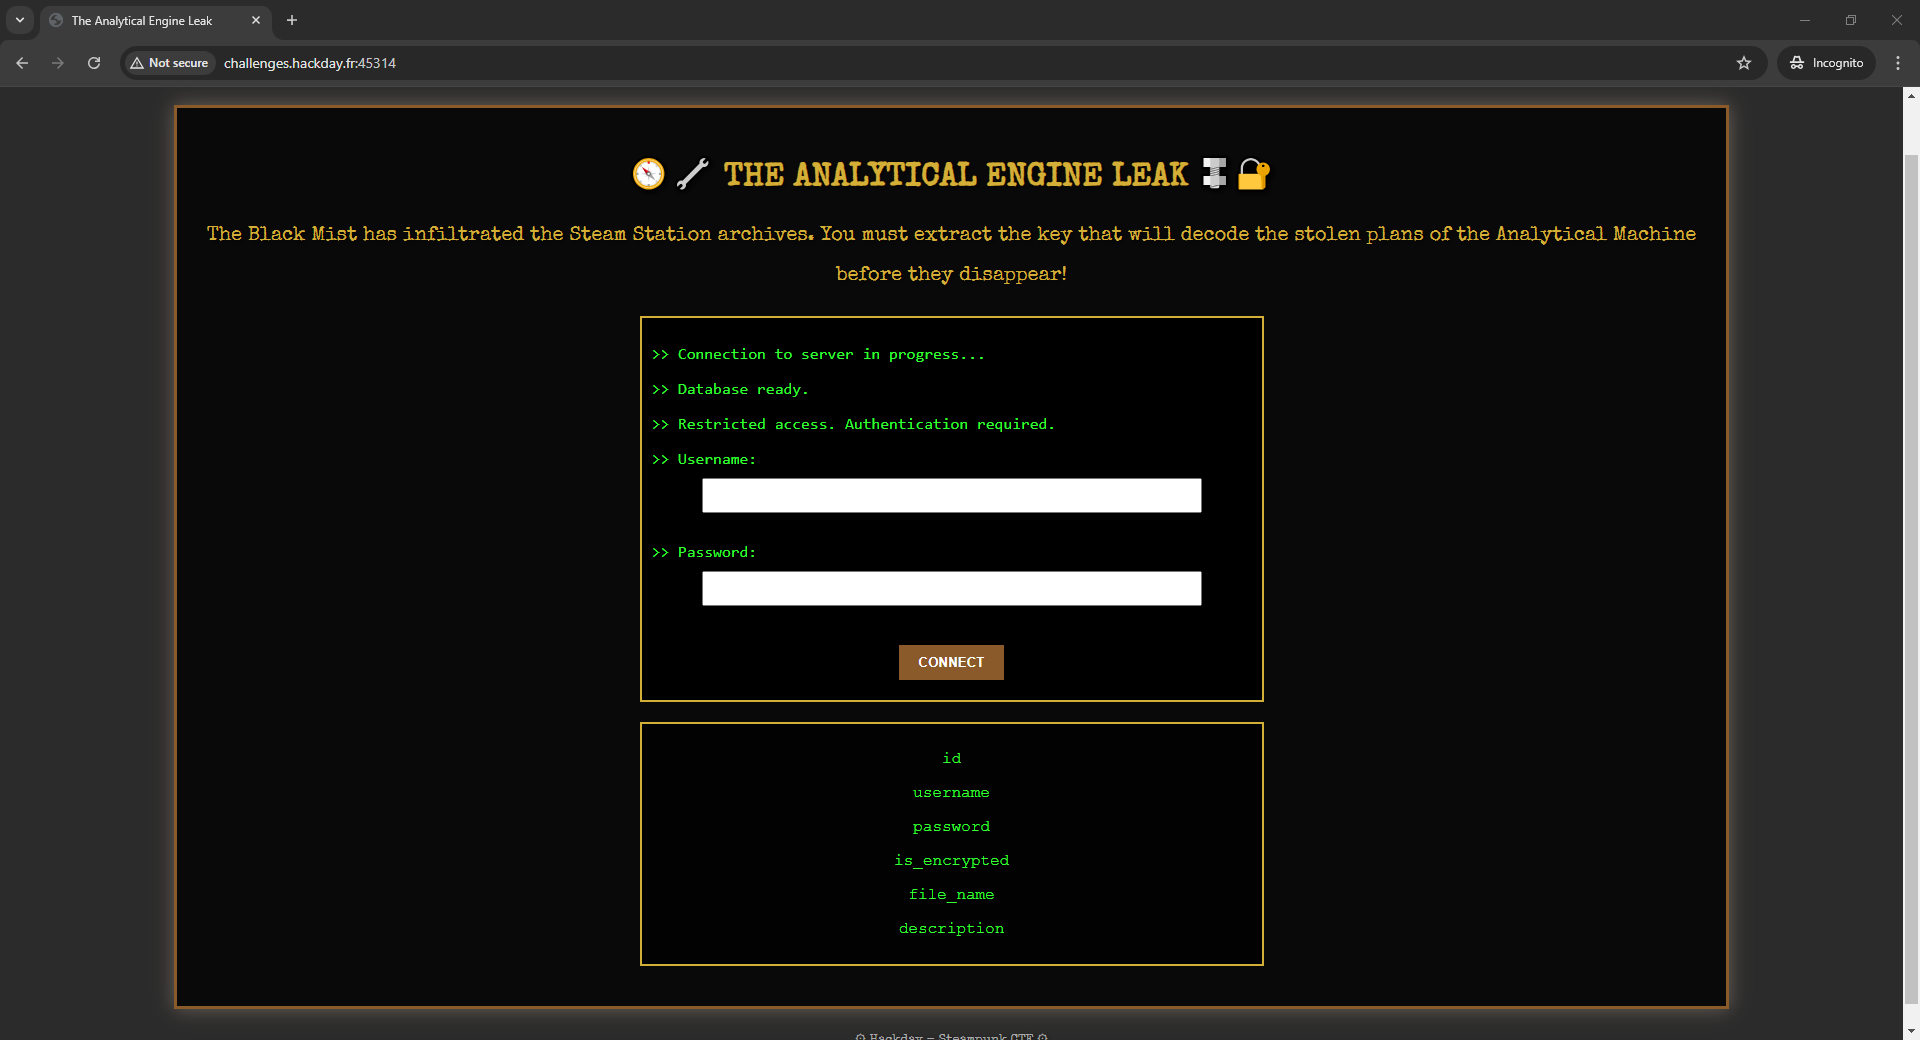 The Analytical Engine Leak
Not secure
challenges.hackday.fr:45314
Incognito
THE ANALYTICAL ENGINE LEAK
The Black Mist has infiltrated the Steam Station archives. You must extract the key that will decode the stolen plans of the Analytical Machine
before they disappear!
>> Connection to server in progress...
>> Database ready.
>> Restricted access. Authentication required.
>> Username:
>> Password:
CONNECT
id
username
password
is_encrypted
file_name
description
Hackday - Steampunk CTF